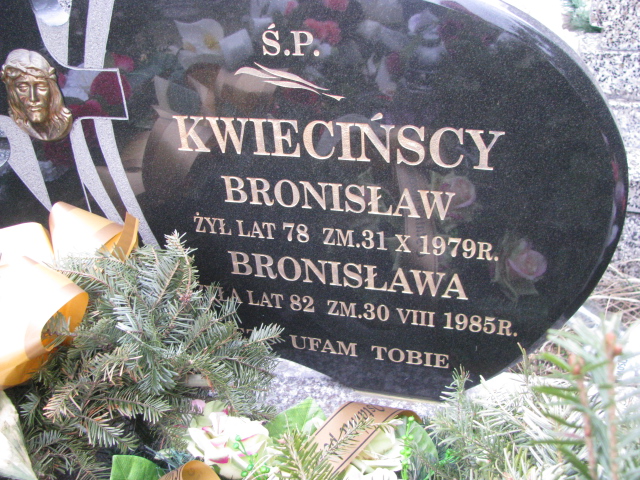 Ś.P.
KWIECIŃSCY
BRONISŁAW
ŻYŁ LAT 78 ZM.31 X 1979R.
BRONISŁAWA
LAT 82 ZM.30 VIII 1985R.
UFAM TOBIE